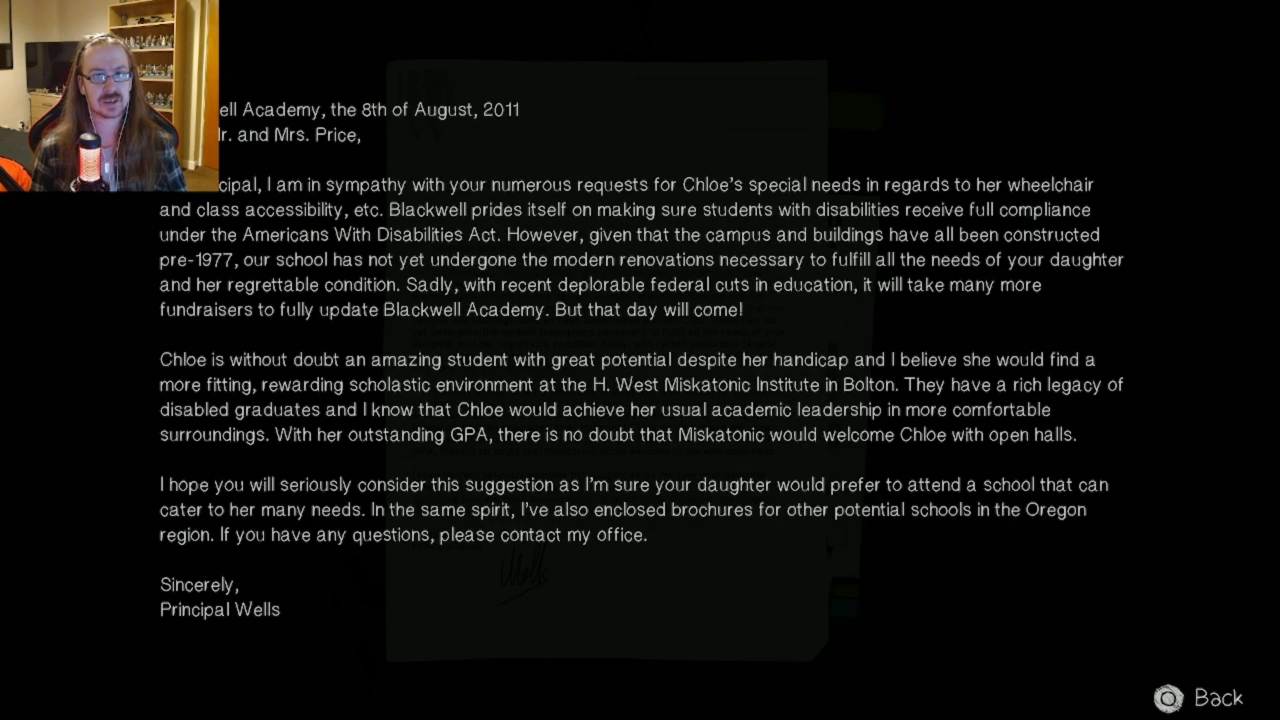 ell Academy, the 8th of August, 2011
r. and Mrs. Price,
cipal, I am in sympathy with your numerous requests for Chloe's special needs in regards to her wheelchair
and class accessibility, etc. Blackwell prides itself on making sure students with disabilities receive full compliance
under the Americans With Disabilities Act. However, given that the campus and buildings have all been constructed
pre-1977, our school has not yet undergone the modern renovations necessary to fulfill all the needs of your daughter
and her regrettable condition. Sadly, with recent deplorable federal cuts in education, it will take many more
fundraisers to fully update Blackwell Academy. But that day will come!
Chloe is without doubt an amazing student with great potential despite her handicap and I believe she would find a
more fitting, rewarding scholastic environment at the H. West Miskatonic Institute in Bolton. They have a rich legacy of
disabled graduates and I know that Chloe would achieve her usual academic leadership in more comfortable
surroundings. With her outstanding GPA, there is no doubt that Miskatonic would welcome Chloe with open halls.
I hope you will seriously consider this suggestion as I'm sure your daughter would prefer to attend a school that can
cater to her many needs. In the same spirit, I've also enclosed brochures for other potential schools in the Oregon
region. If you have any questions, please contact my office.
Sincerely,
Principal Wells
Back